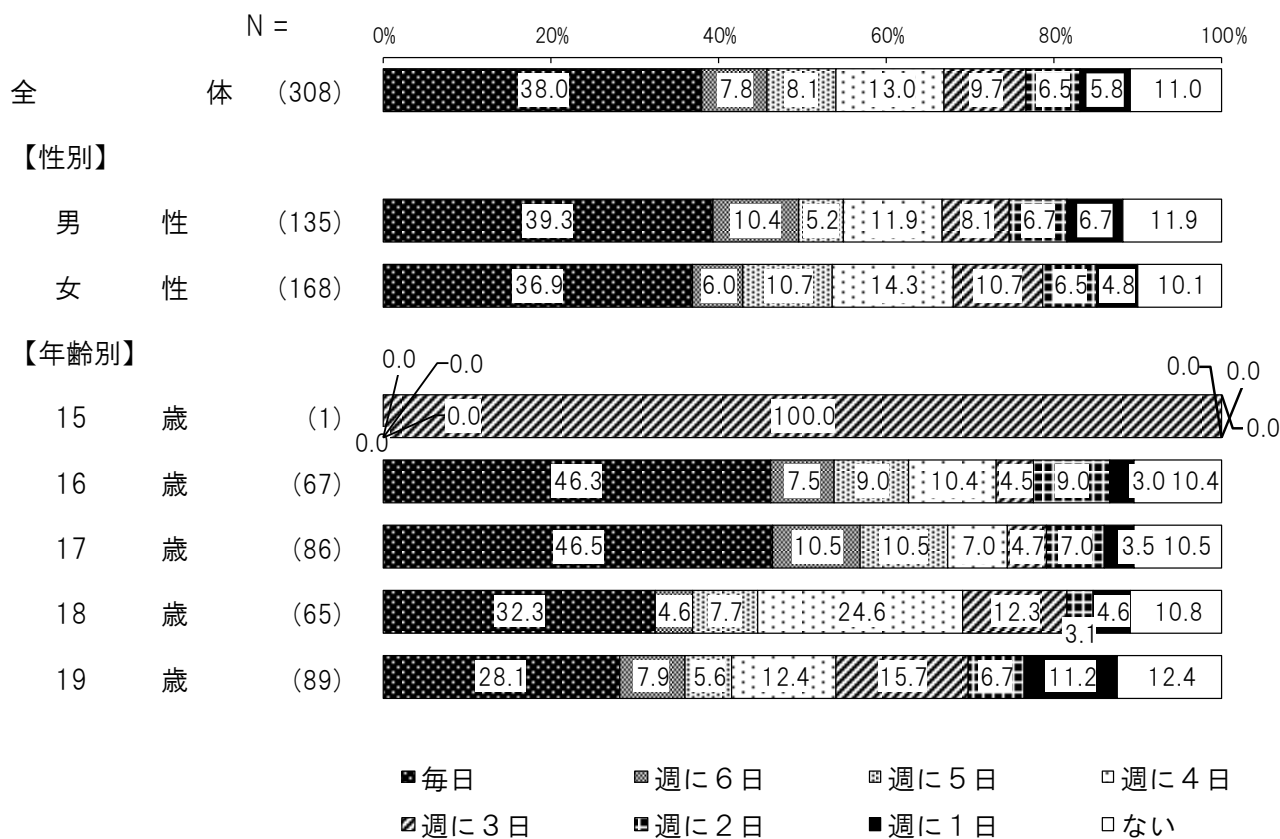 N =
0% 20% 40% 60% 80% 100%
全 体 (308) 38.0 7.8 8.1 13.0 9.7 6.5 5.8 11.0
【性別】
男 性 (135) 39.3 10.4 5.2 11.9 8.1 6.7 6.7 11.9
女 性 (168) 36.9 6.0 10.7 14.3 10.7 6.5 4.8 10.1
【年齢別】
0.0 0.0 0.0 0.0
15 歳 (1) 0.0 0.0 100.0 0.0
16 歳 (67) 46.3 7.5 9.0 10.4 4.5 9.0 3.0 10.4
17 歳 (86) 46.5 10.5 10.5 7.0 4.7 7.0 3.5 10.5
18 歳 (65) 32.3 4.6 7.7 24.6 12.3 3.1 4.6 10.8
19 歳 (89) 28.1 7.9 5.6 12.4 15.7 6.7 11.2 12.4
毎日 週に6日 週に5日 週に4日
週に3日 週に2日 週に1日 ない